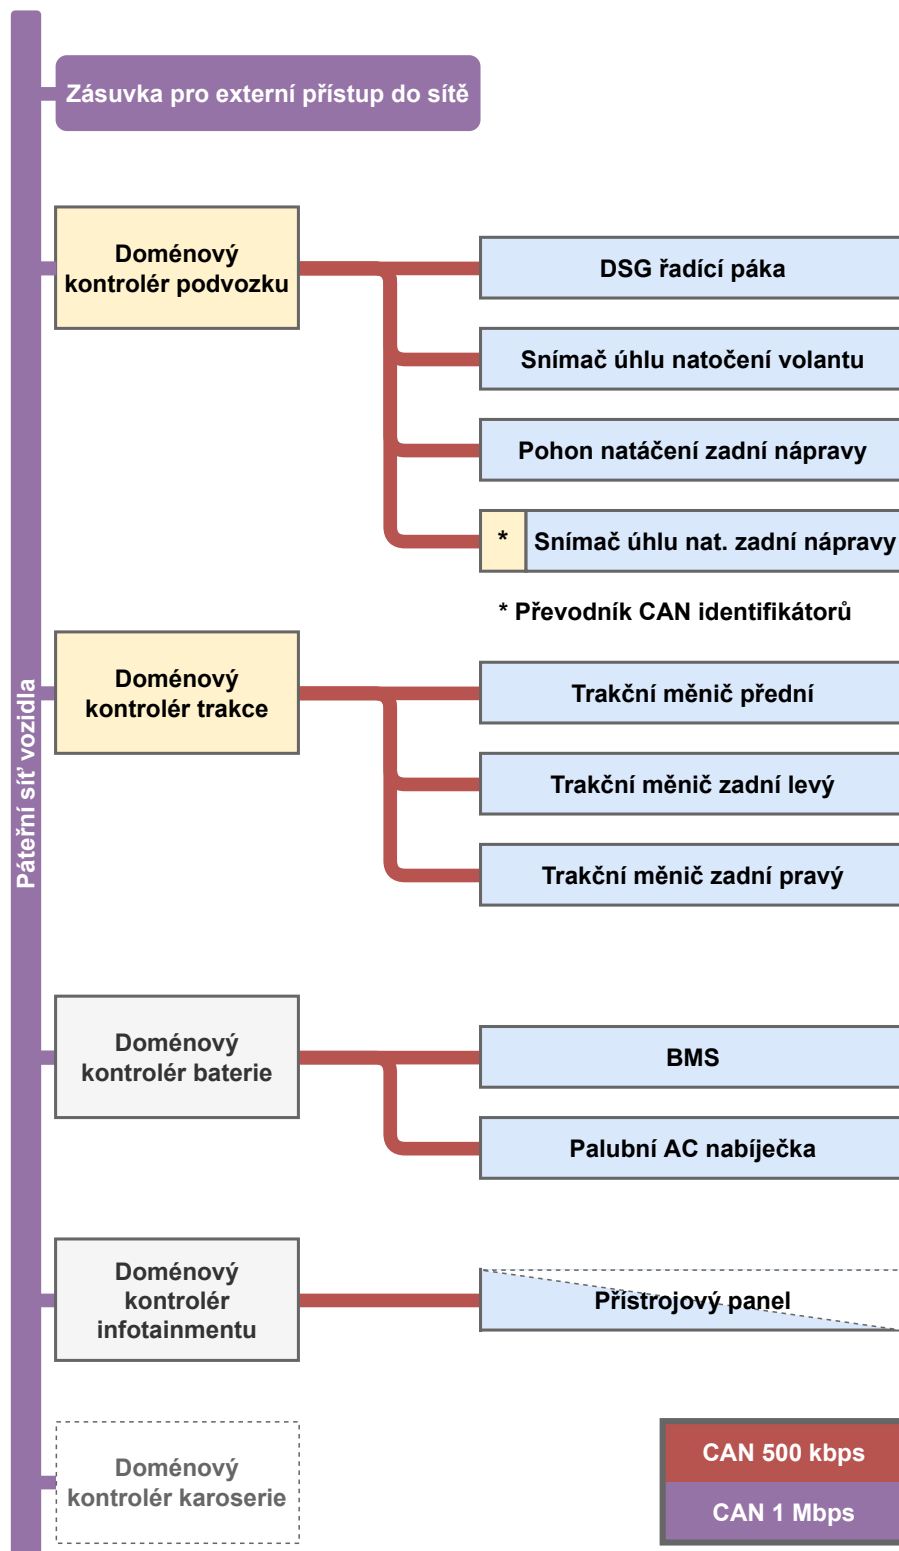 Páteřní síť vozidla
Zásuvka pro externí přístup do sítě
Doménový
kontrolér podvozku
DSG řadící páka
Snímač úhlu natočení volantu
Pohon natáčení zadní nápravy
* Snímač úhlu nat. zadní nápravy
* Převodník CAN identifikátorů
Doménový
kontrolér trakce
Trakční měnič přední
Trakční měnič zadní levý
Trakční měnič zadní pravý
Doménový
kontrolér baterie
BMS
Palubní AC nabíječka
Doménový
kontrolér
infotainmentu
Přístrojový panel
Doménový
kontrolér karoserie
CAN 500 kbps
CAN 1 Mbps